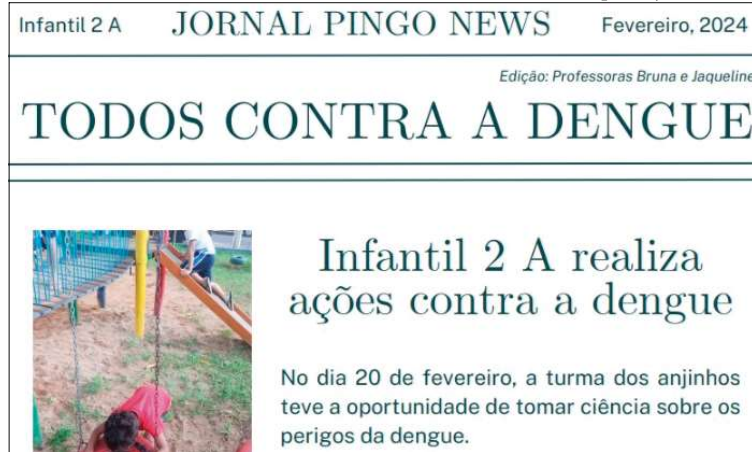 Infantil 2 A JORNAL PINGO NEWS Fevereiro, 2024
Edição: Professoras Bruna e Jaqueline
TODOS CONTRA A DENGUE
Infantil 2 A realiza
ações contra a dengue
No dia 20 de fevereiro, a turma dos anjinhos
teve a oportunidade de tomar ciência sobre os
perigos da dengue.